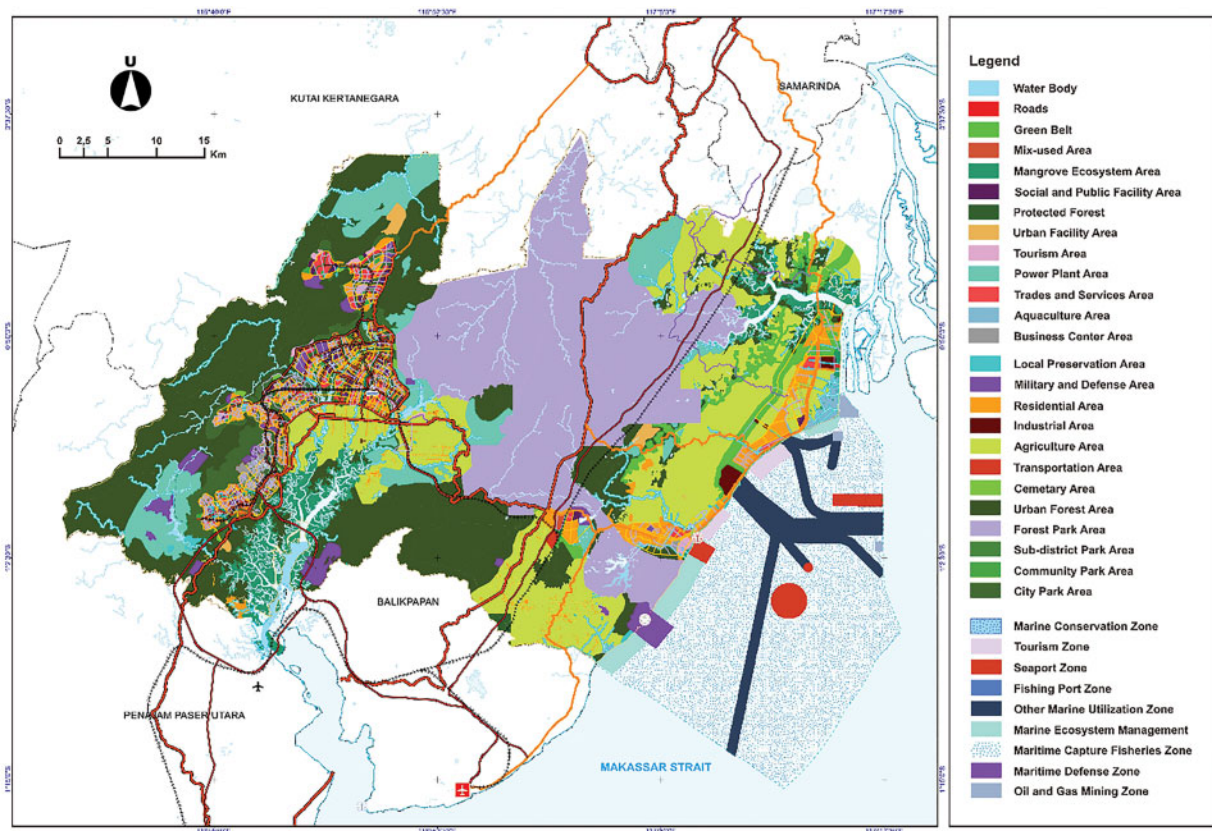 U
0 2,5 5 10 15
Km
KUTAI KERTANEGARA
SAMARINDA
BALIKPAPAN
PENAJAM PASER UTARA
MAKASSAR STRAIT
Legend
Water Body
Roads
Green Belt
Mix-used Area
Mangrove Ecosystem Area
Social and Public Facility Area
Protected Forest
Urban Facility Area
Tourism Area
Power Plant Area
Trades and Services Area
Aquaculture Area
Business Center Area
Local Preservation Area
Military and Defense Area
Residential Area
Industrial Area
Agriculture Area
Transportation Area
Cemetary Area
Urban Forest Area
Forest Park Area
Sub-district Park Area
Community Park Area
City Park Area
Marine Conservation Zone
Tourism Zone
Seaport Zone
Fishing Port Zone
Other Marine Utilization Zone
Marine Ecosystem Management
Maritime Capture Fisheries Zone
Maritime Defense Zone
Oil and Gas Mining Zone